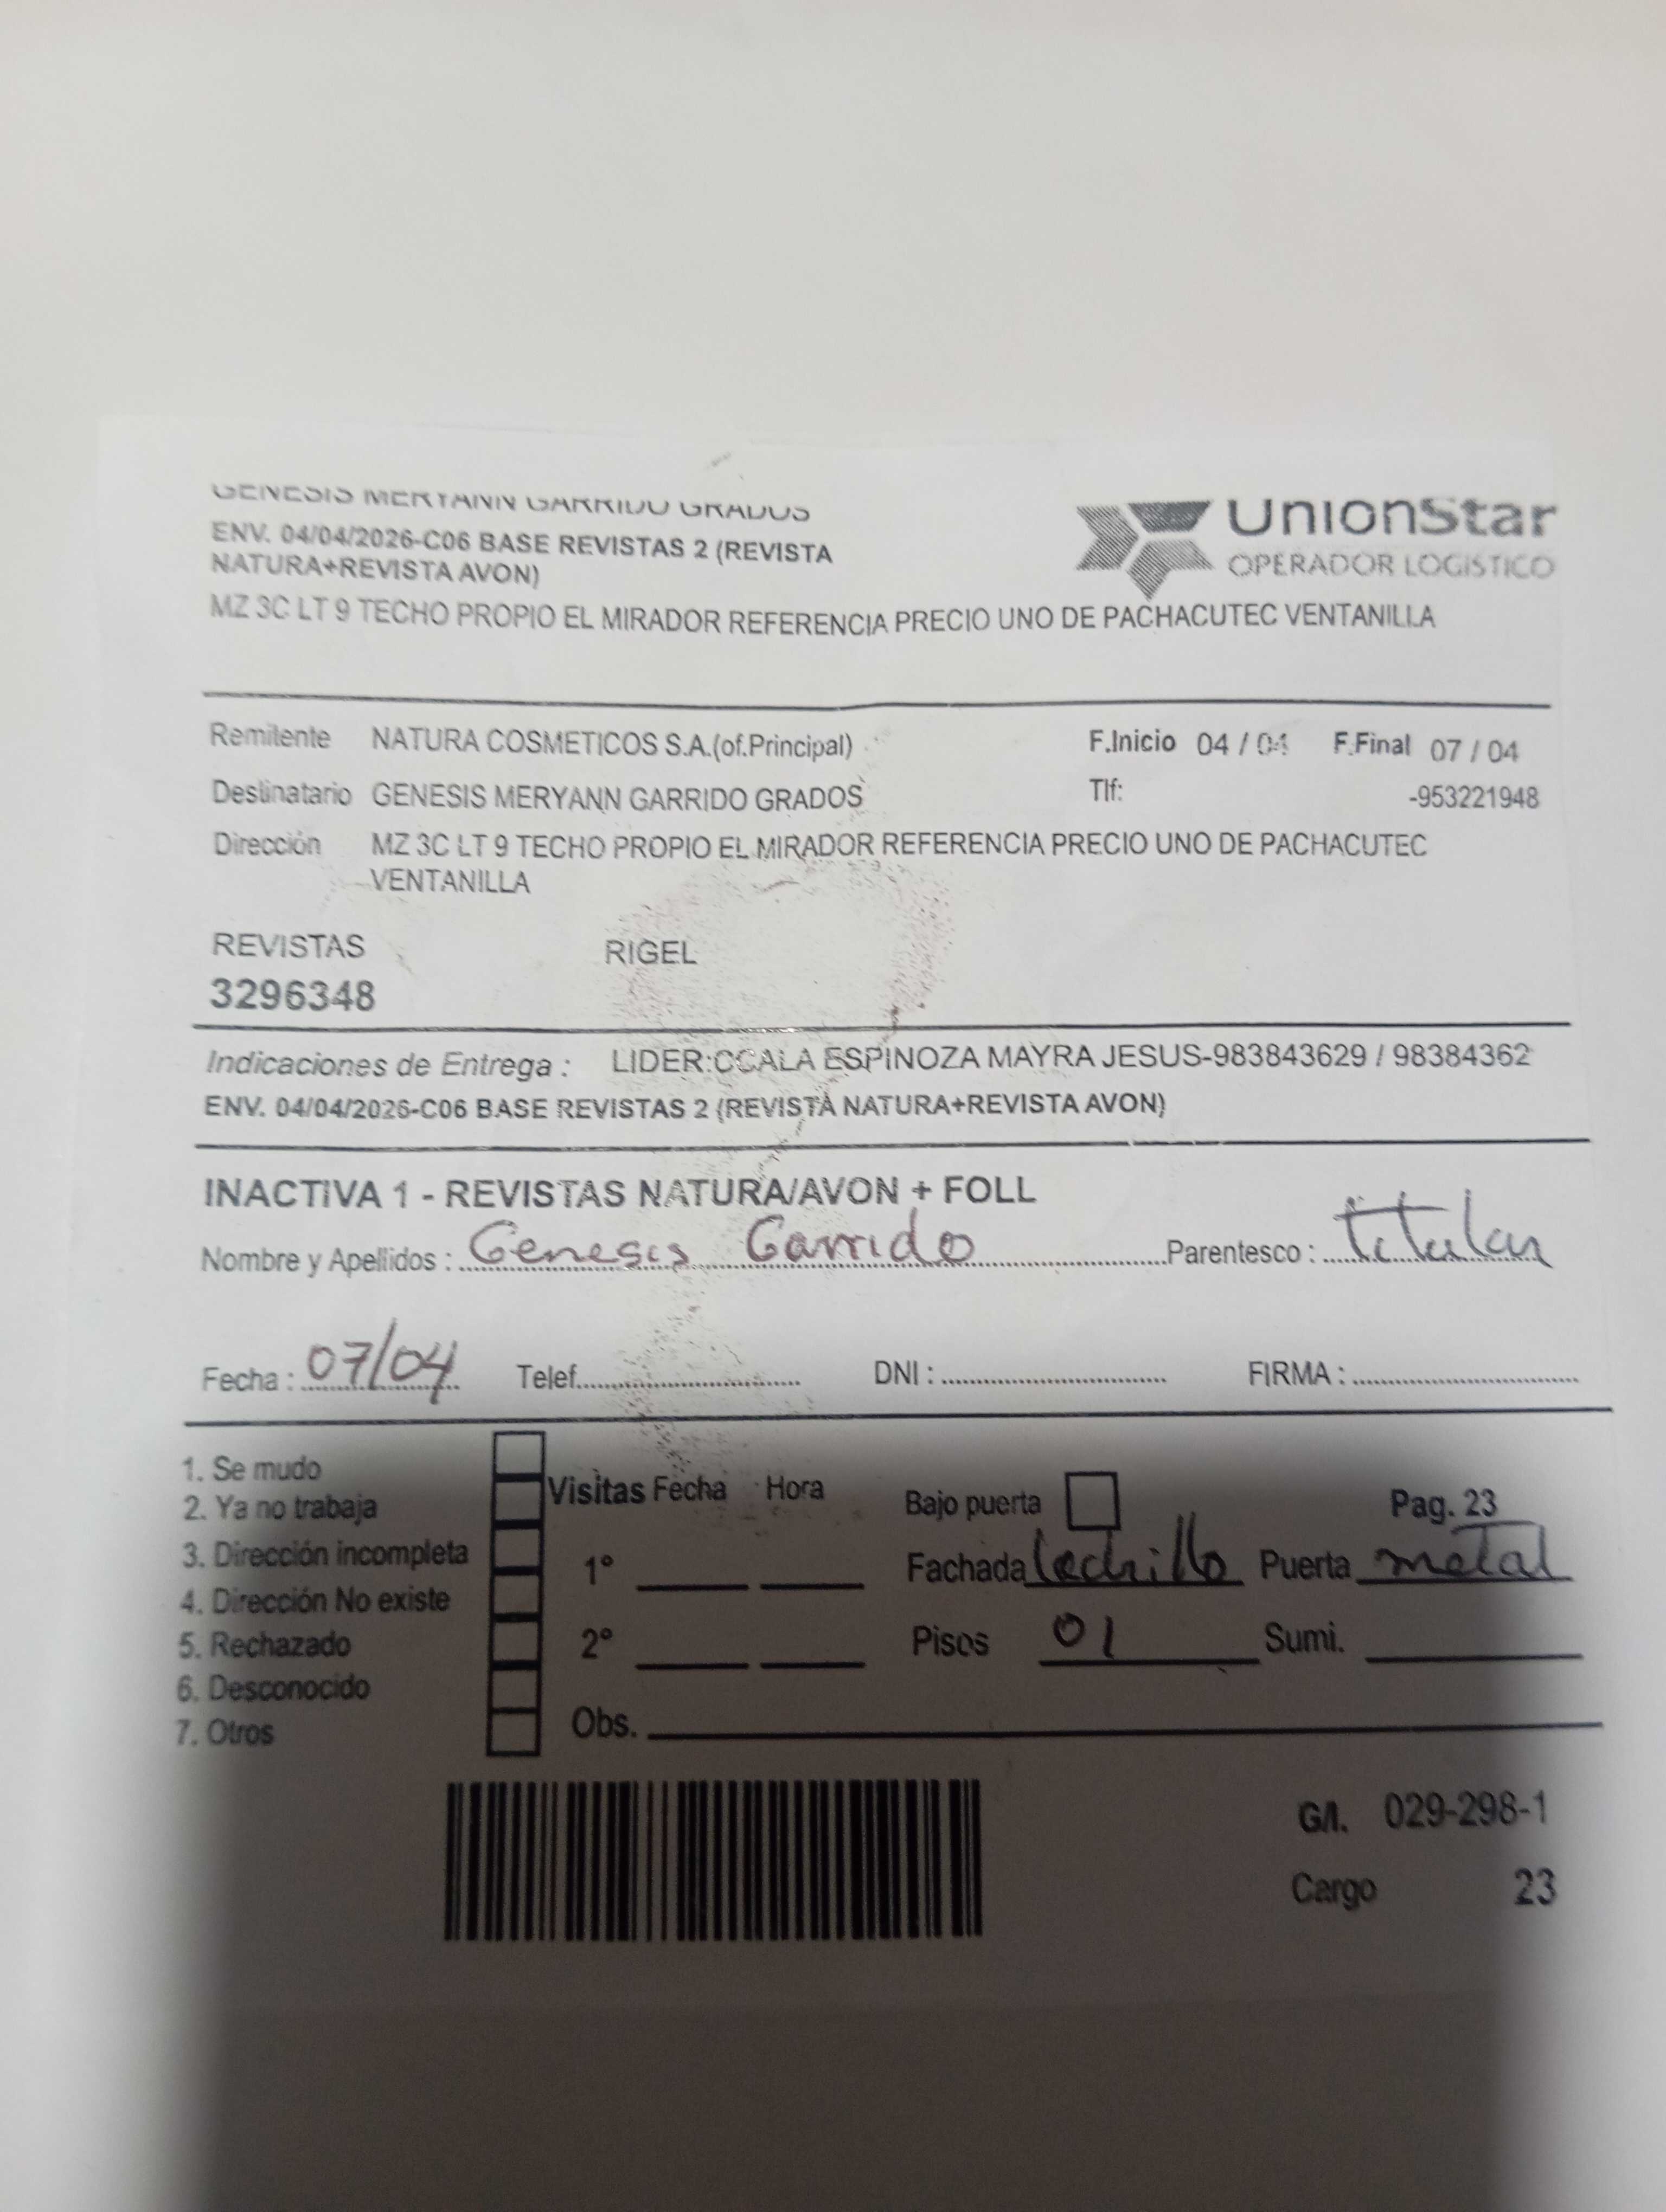 GENESIS MERYANN GARRIDO GRADOS
ENV. 04/04/2026-C06 BASE REVISTAS 2 (REVISTA
NATURA+REVISTA AVON)
UnionStar
OPERADOR LOGÍSTICO
MZ 3C LT 9 TECHO PROPIO EL MIRADOR REFERENCIA PRECIO UNO DE PACHACUTEC VENTANILLA
Remitente NATURA COSMETICOS S.A.(of.Principal) F.Inicio 04 / 04 F.Final 07 / 04
Destinatario GENESIS MERYANN GARRIDO GRADOS Tlf: -953221948
Dirección MZ 3C LT 9 TECHO PROPIO EL MIRADOR REFERENCIA PRECIO UNO DE PACHACUTEC
VENTANILLA
REVISTAS RIGEL
3296348
Indicaciones de Entrega : LIDER:CCALA ESPINOZA MAYRA JESUS-983843629 / 98384362
ENV. 04/04/2026-C06 BASE REVISTAS 2 (REVISTA NATURA+REVISTA AVON)
INACTIVA 1 - REVISTAS NATURA/AVON + FOLL
Nombre y Apellidos : Genesis Garrido Parentesco : titular
Fecha : 07/04 Telef. DNI : FIRMA :
1. Se mudo
2. Ya no trabaja
3. Dirección incompleta
4. Dirección No existe
5. Rechazado
6. Desconocido
7. Otros
Visitas Fecha Hora
1°
2°
Obs.
Bajo puerta Pag. 23
Fachada ladrillo Puerta metal
Pisos 01 Sumi.
G/I. 029-298-1
Cargo 23